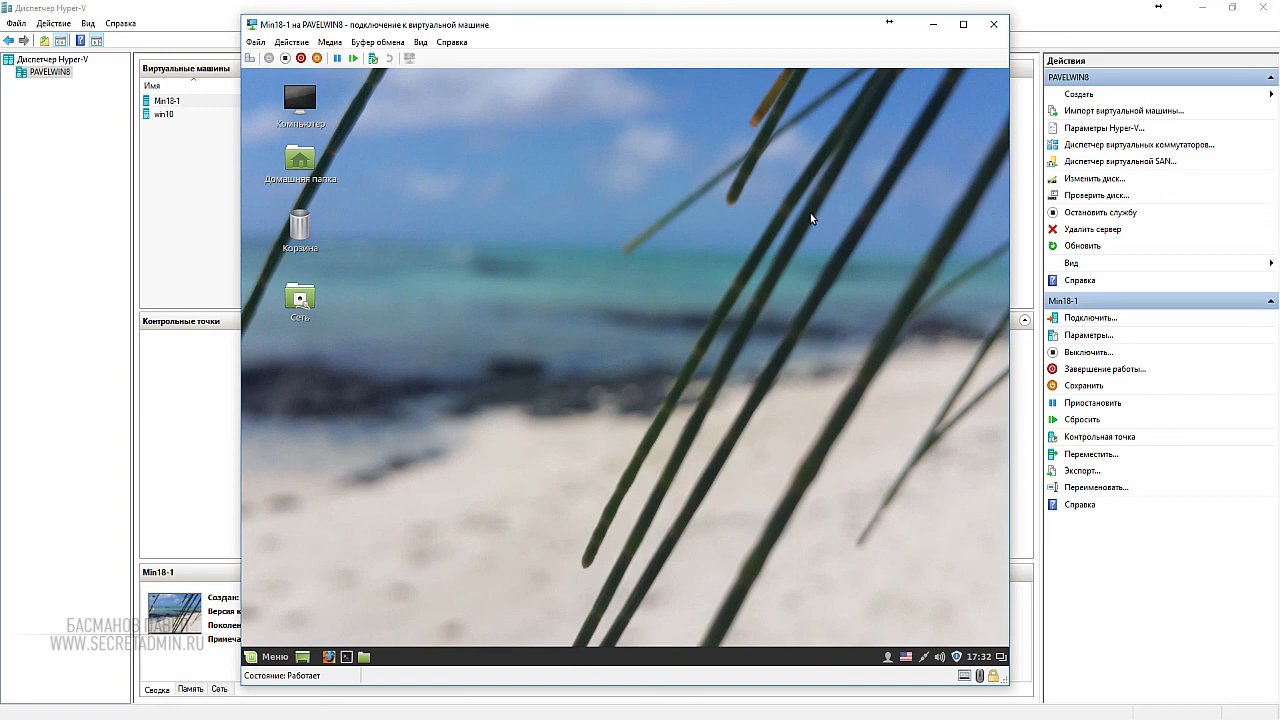 Диспетчер Hyper-V
Файл Действие Вид Справка
Диспетчер Hyper-V
PAVELWIN8
Виртуальные машины
Имя
Min18-1
win10
Контрольные точки
Min18-1
Создан:
Версия к
Поколен
Примеча
Сводка Память Сеть
Min18-1 на PAVELWIN8 - подключение к виртуальной машине
Файл Действие Медиа Буфер обмена Вид Справка
Компьютер
Домашняя папка
Корзина
Сеть
Меню
17:32
Состояние: Работает
Действия
PAVELWIN8
Создать
Импорт виртуальной машины...
Параметры Hyper-V...
Диспетчер виртуальных коммутаторов...
Диспетчер виртуальной SAN...
Изменить диск...
Проверить диск...
Остановить службу
Удалить сервер
Обновить
Вид
Справка
Min18-1
Подключить...
Параметры...
Выключить...
Завершение работы...
Сохранить
Приостановить
Сбросить
Контрольная точка
Переместить...
Экспорт...
Переименовать...
Справка
БАСМАНОВ ПАВЕ
WWW.SECRETADMIN.RU